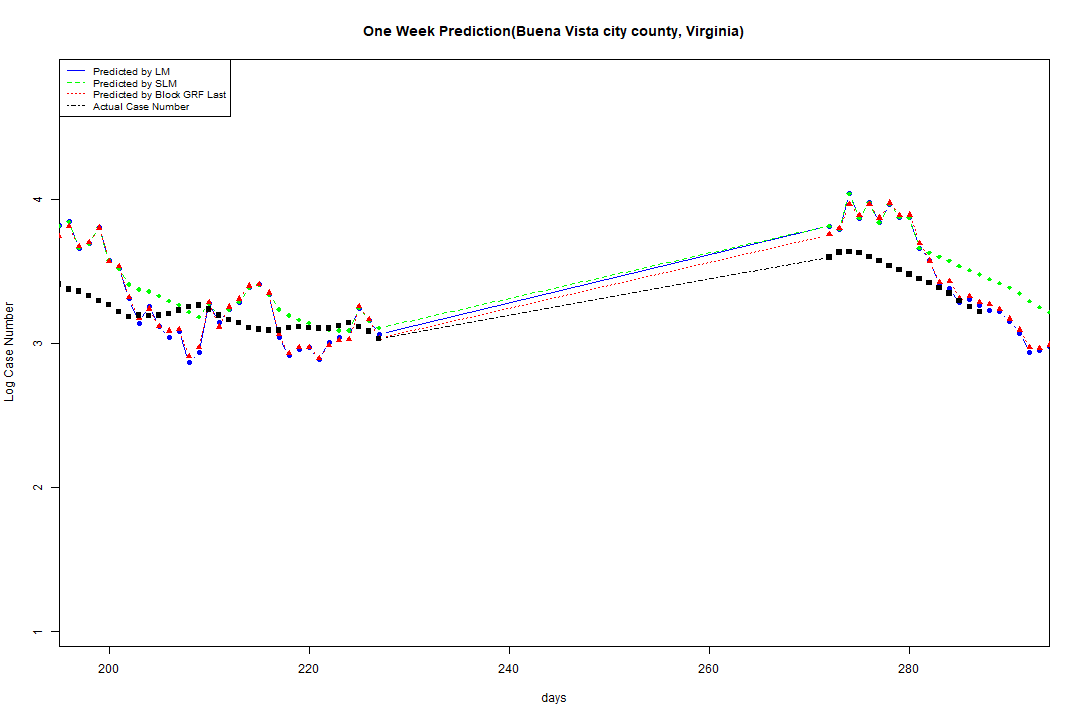 One Week Prediction(Buena Vista city county, Virginia)
Predicted by LM
Predicted by SLM
Predicted by Block GRF Last
Actual Case Number
Log Case Number
4
3
2
1
200 220 240 260 280
days